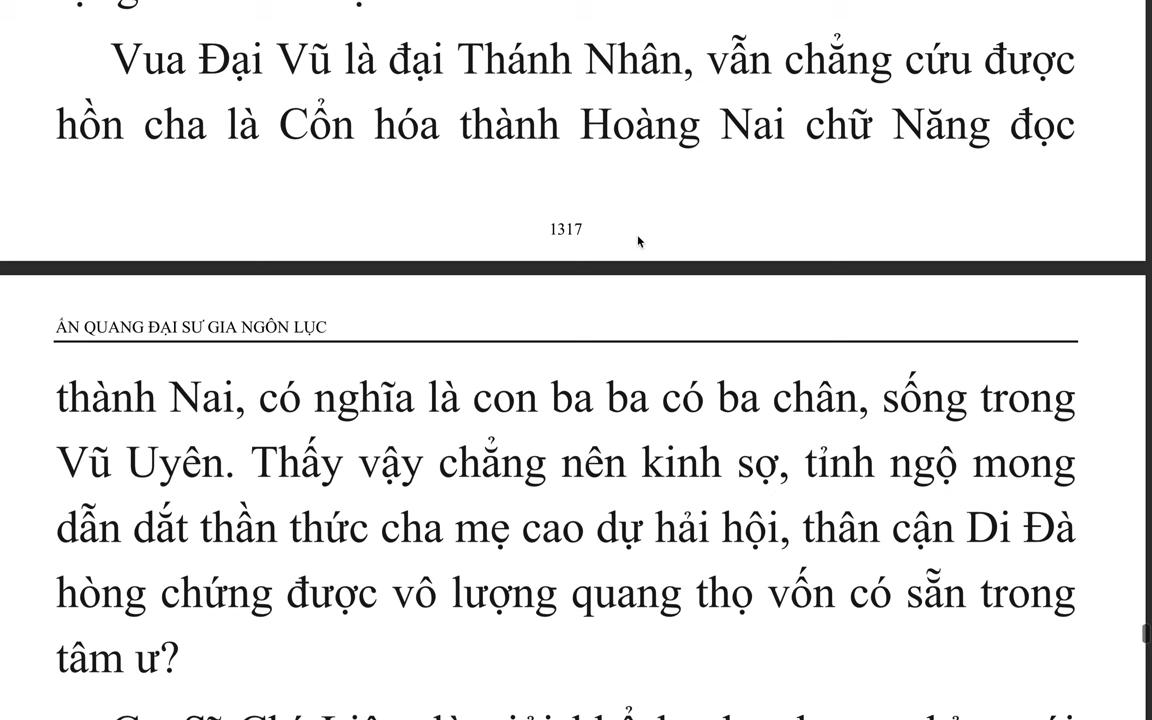 Vua Đại Vũ là đại Thánh Nhân, vẫn chẳng cứu được
hồn cha là Cổn hóa thành Hoàng Nai chữ Năng đọc
1317
ẤN QUANG ĐẠI SƯ GIA NGÔN LỤC
thành Nai, có nghĩa là con ba ba có ba chân, sống trong
Vũ Uyên. Thấy vậy chẳng nên kinh sợ, tỉnh ngộ mong
dẫn dắt thần thức cha mẹ cao dự hải hội, thân cận Di Đà
hòng chứng được vô lượng quang thọ vốn có sẵn trong
tâm ư?